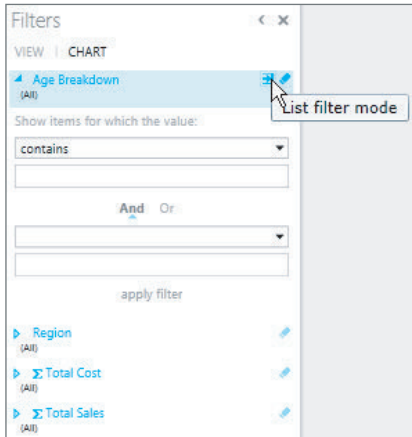 Filters
VIEW | CHART
Age Breakdown
(All)
List filter mode
Show items for which the value:
contains
And Or
apply filter
Region
(All)
Σ Total Cost
(All)
Σ Total Sales
(All)